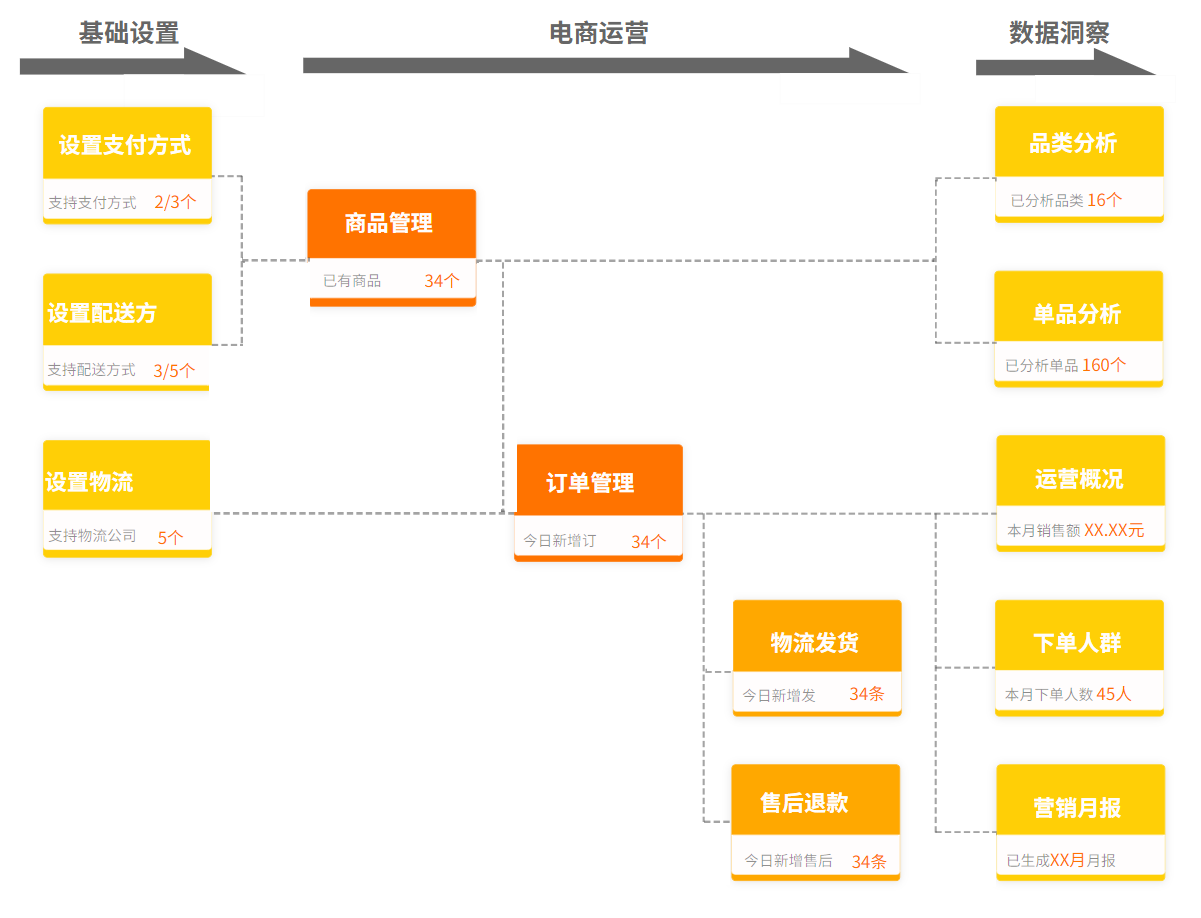 基础设置
电商运营
数据洞察
设置支付方式
支持支付方式 2/3个
设置配送方
支持配送方式 3/5个
设置物流
支持物流公司 5个
商品管理
已有商品 34个
订单管理
今日新增订 34个
物流发货
今日新增发 34条
售后退款
今日新增售后 34条
品类分析
已分析品类 16个
单品分析
已分析单品 160个
运营概况
本月销售额 XX.XX元
下单人群
本月下单人数 45人
营销月报
已生成XX月月报